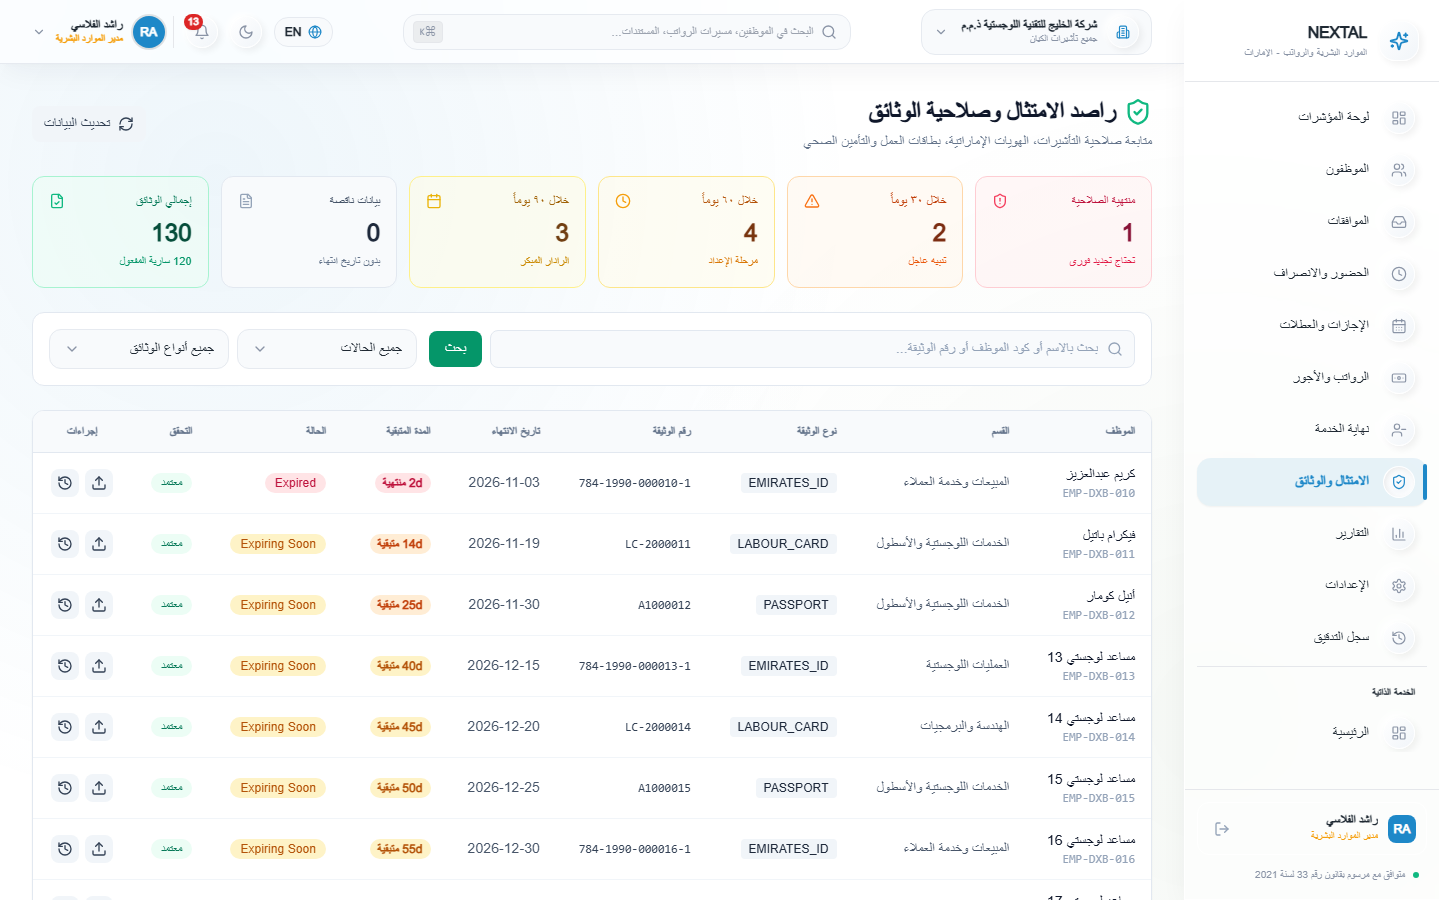 NEXTAL
الموارد البشرية والرواتب - الإمارات
لوحة المؤشرات
الموظفون
الموافقات
الحضور والانصراف
الإجازات والعطلات
الرواتب والأجور
نهاية الخدمة
الامتثال والوثائق
التقارير
الإعدادات
سجل التدقيق
الخدمة الذاتية
الرئيسية
RA
راشد الفلاسي
مدير الموارد البشرية
متوافق مع مرسوم بقانون رقم 33 لسنة 2021
شركة الخليج للتقنية اللوجستية ذ.م.م
جميع تأشيرات الكيان
البحث في الموظفين، مسيرات الرواتب، المستندات...
⌘K
EN
13
RA
راشد الفلاسي
مدير الموارد البشرية
راصد الامتثال وصلاحية الوثائق
متابعة صلاحية التأشيرات، الهويات الإماراتية، بطاقات العمل والتأمين الصحي
تحديث البيانات
منتهية الصلاحية
1
تحتاج تجديد فوري
خلال ٣٠ يوماً
2
تنبيه عاجل
خلال ٦٠ يوماً
4
مرحلة الإعداد
خلال ٩٠ يوماً
3
الرادار المبكر
بيانات ناقصة
0
بدون تاريخ انتهاء
إجمالي الوثائق
130
120 سارية المفعول
بحث بالاسم أو كود الموظف أو رقم الوثيقة...
بحث
جميع الحالات
جميع أنواع الوثائق
الموظف القسم نوع الوثيقة رقم الوثيقة تاريخ الانتهاء المدة المتبقية الحالة التحقق إجراءات
كريم عبدالعزيز المبيعات وخدمة العملاء EMIRATES_ID 784-1990-000010-1 2026-11-03 2d منتهية Expired معتمد
EMP-DXB-010
فيكرام باتيل الخدمات اللوجستية والأسطول LABOUR_CARD LC-2000011 2026-11-19 14d متبقية Expiring Soon معتمد
EMP-DXB-011
أنيل كومار الخدمات اللوجستية والأسطول PASSPORT A1000012 2026-11-30 25d متبقية Expiring Soon معتمد
EMP-DXB-012
مساعد لوجستي 13 العمليات اللوجستية EMIRATES_ID 784-1990-000013-1 2026-12-15 40d متبقية Expiring Soon معتمد
EMP-DXB-013
مساعد لوجستي 14 الهندسة والبرمجيات LABOUR_CARD LC-2000014 2026-12-20 45d متبقية Expiring Soon معتمد
EMP-DXB-014
مساعد لوجستي 15 الخدمات اللوجستية والأسطول PASSPORT A1000015 2026-12-25 50d متبقية Expiring Soon معتمد
EMP-DXB-015
مساعد لوجستي 16 المبيعات وخدمة العملاء EMIRATES_ID 784-1990-000016-1 2026-12-30 55d متبقية Expiring Soon معتمد
EMP-DXB-016
مساعد لوجستي 17